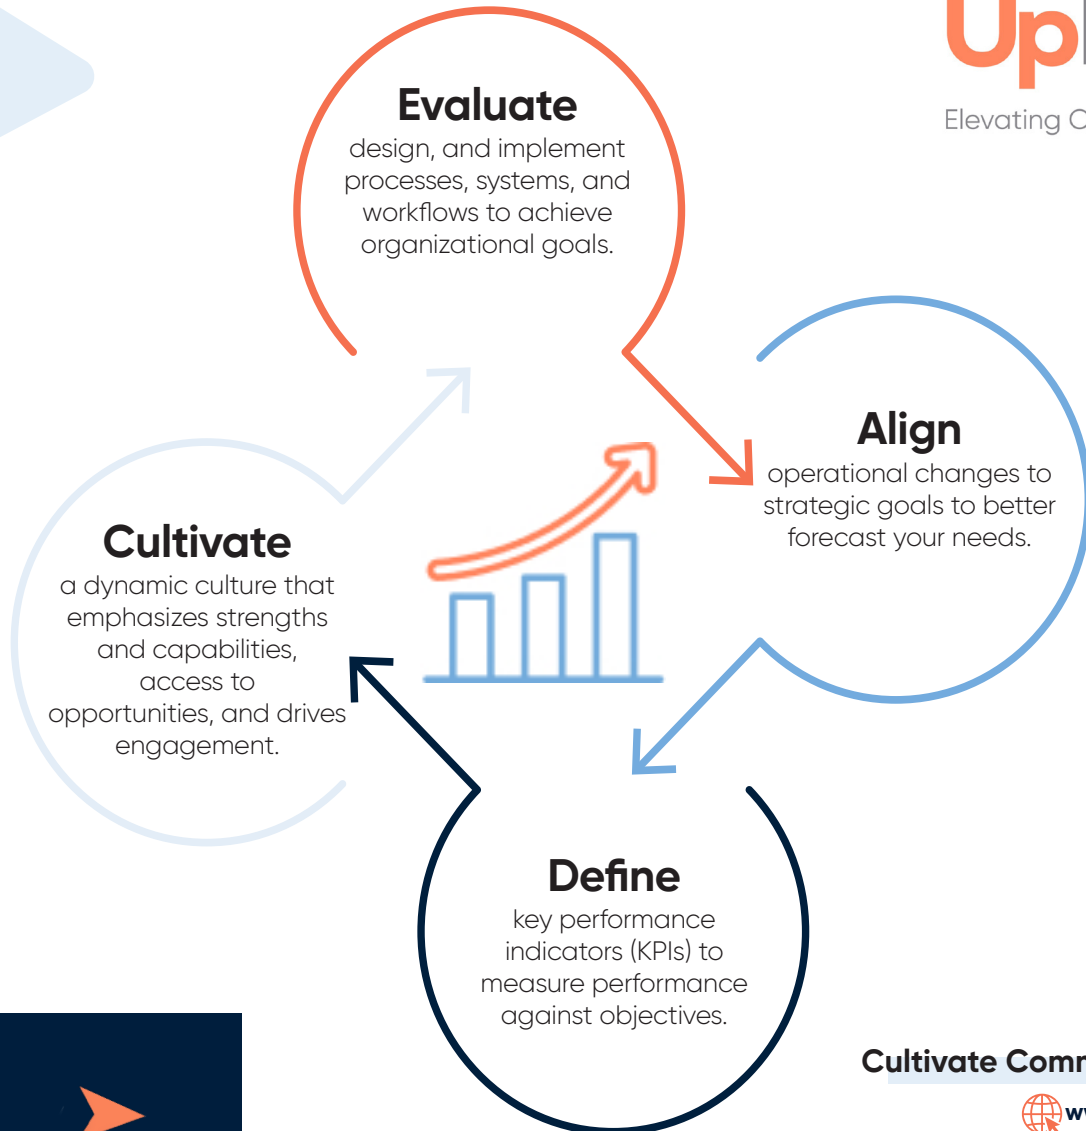 Up
Elevating
Evaluate
design, and implement
processes, systems, and
workflows to achieve
organizational goals.
Align
operational changes to
strategic goals to better
forecast your needs.
Cultivate
a dynamic culture that
emphasizes strengths
and capabilities,
access to
opportunities, and drives
engagement.
Define
key performance
indicators (KPIs) to
measure performance
against objectives.
Cultivate